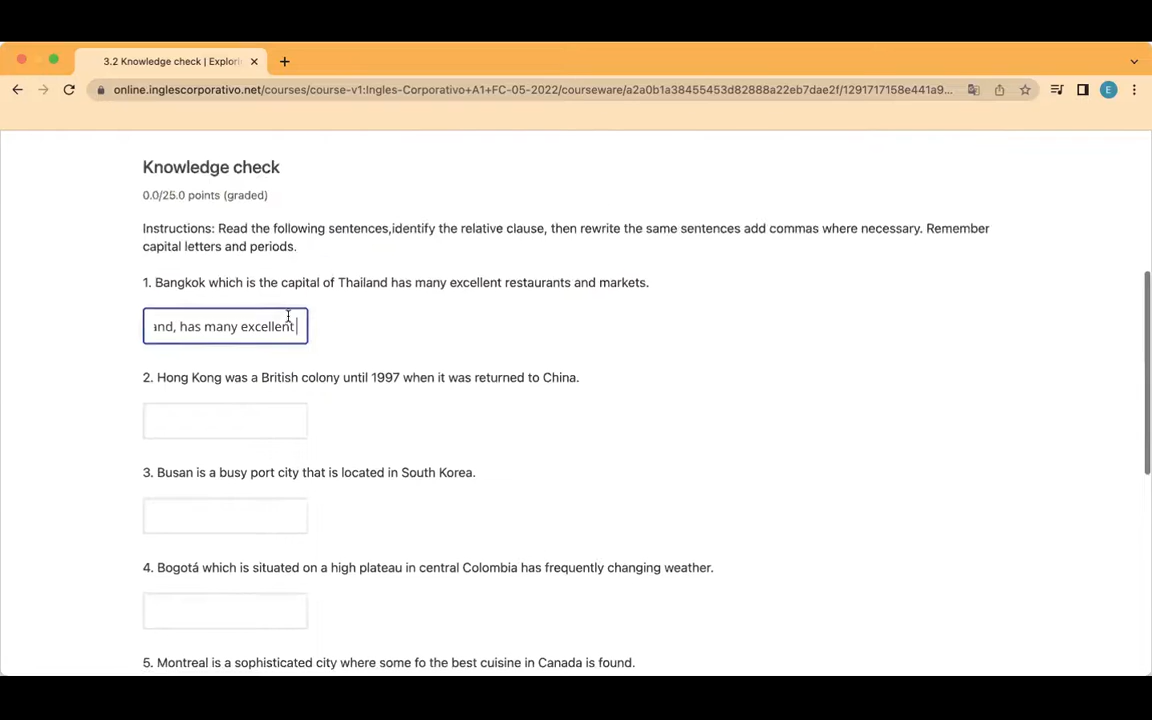 3.2 Knowledge check | Explori
online.inglescorporativo.net/courses/course-v1:Ingles-Corporativo+A1+FC-05-2022/courseware/a2a0b1a38455453d82888a22eb7dae2f/1291717158e441a9...
E
Knowledge check
0.0/25.0 points (graded)
Instructions: Read the following sentences,identify the relative clause, then rewrite the same sentences add commas where necessary. Remember
capital letters and periods.
1. Bangkok which is the capital of Thailand has many excellent restaurants and markets.
and, has many excellent
2. Hong Kong was a British colony until 1997 when it was returned to China.
3. Busan is a busy port city that is located in South Korea.
4. Bogotá which is situated on a high plateau in central Colombia has frequently changing weather.
5. Montreal is a sophisticated city where some fo the best cuisine in Canada is found.